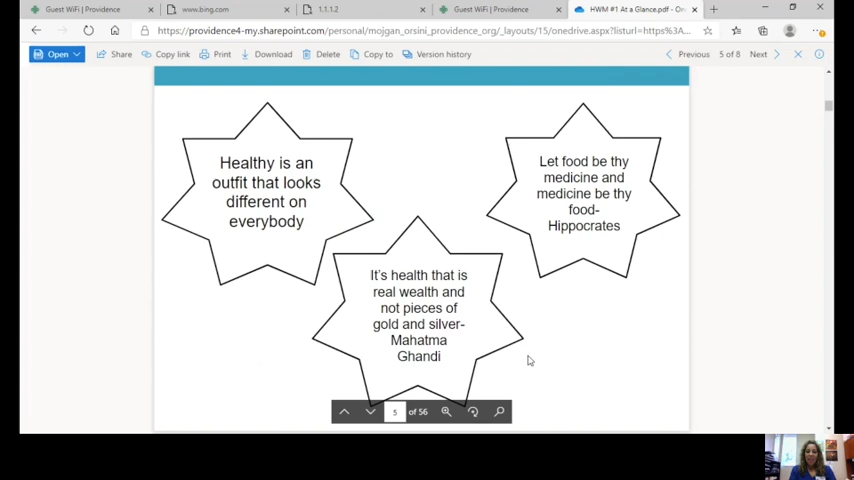 Guest WiFi | Providence
www.bing.com
1.1.1.2
Guest WiFi | Providence
HWM #1 At a Glance.pdf - On
https://providence4-my.sharepoint.com/personal/mojgan_orsini_providence_org/_layouts/15/onedrive.aspx?listurl=https%3A...
Open
Share
Copy link
Print
Download
Delete
Copy to
Version history
Previous
5 of 8
Next
Healthy is an
outfit that looks
different on
everybody
Let food be thy
medicine and
medicine be thy
food-
Hippocrates
It's health that is
real wealth and
not pieces of
gold and silver-
Mahatma
Ghandi
5 of 56